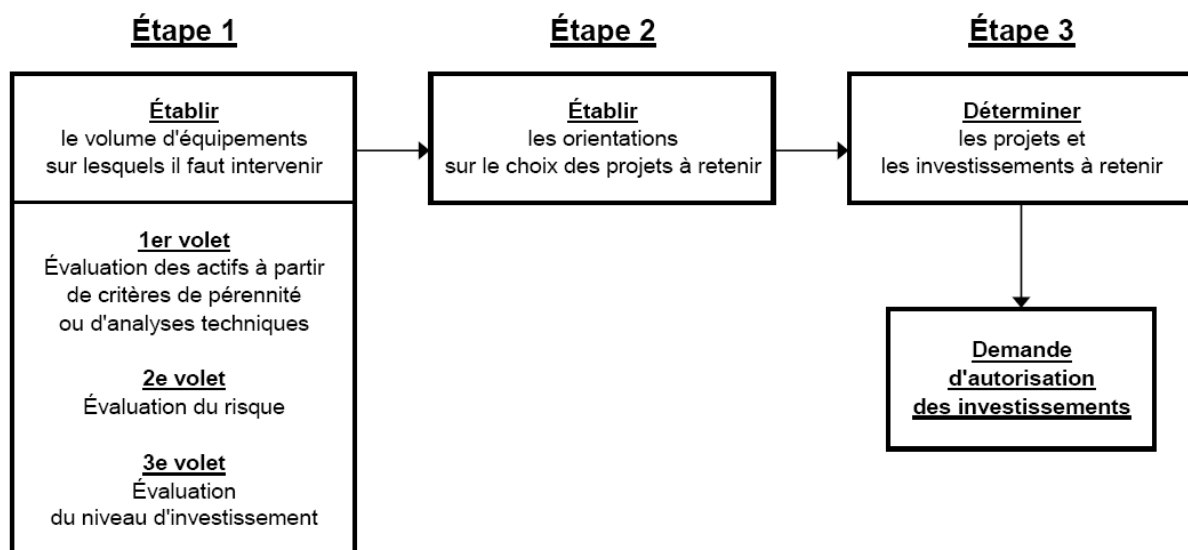 Étape 1
Étape 2
Étape 3
Établir
le volume d'équipements
sur lesquels il faut intervenir
Établir
les orientations
sur le choix des projets à retenir
Déterminer
les projets et
les investissements à retenir
1er volet
Évaluation des actifs à partir
de critères de pérennité
ou d'analyses techniques
2e volet
Évaluation du risque
3e volet
Évaluation
du niveau d'investissement
Demande
d'autorisation
des investissements